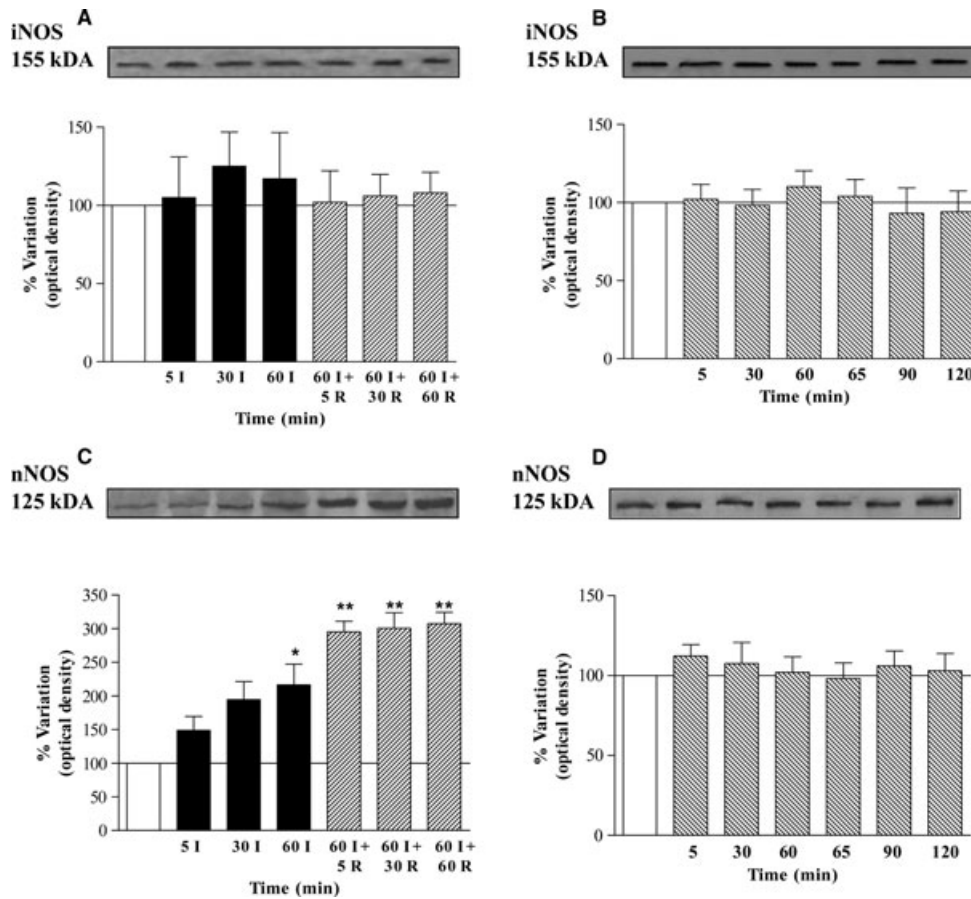 A
iNOS
155 kDA
150
100
50
0
% Variation
(optical density)
5 I
30 I
60 I
60 I +
5 R
60 I +
30 R
60 I +
60 R
Time (min)
B
iNOS
155 kDA
150
100
50
0
% Variation
(optical density)
5
30
60
65
90
120
Time (min)
C
nNOS
125 kDA
350
300
250
200
150
100
50
0
% Variation
(optical density)
*
**
**
**
5 I
30 I
60 I
60 I +
5 R
60 I +
30 R
60 I +
60 R
Time (min)
D
nNOS
125 kDA
150
100
50
0
% Variation
(optical density)
5
30
60
65
90
120
Time (min)